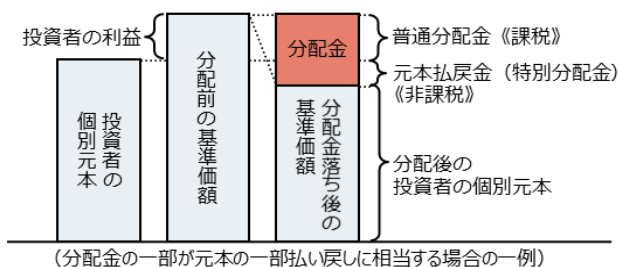 投資者の利益
投資者の
個別元本
分配前の基準価額
分配金
分配金落ち後の
基準価額
普通分配金《課税》
元本払戻金（特別分配金）
《非課税》
分配後の
投資者の個別元本
（分配金の一部が元本の一部払い戻しに相当する場合の一例）